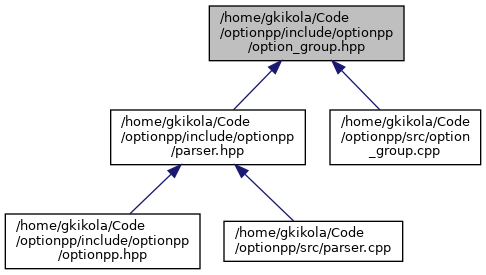 /home/gkikola/Code
/optionpp/include/optionpp
/option_group.hpp
/home/gkikola/Code
/optionpp/include/optionpp
/parser.hpp
/home/gkikola/Code
/optionpp/src/option
_group.cpp
/home/gkikola/Code
/optionpp/include/optionpp
/optionpp.hpp
/home/gkikola/Code
/optionpp/src/parser.cpp